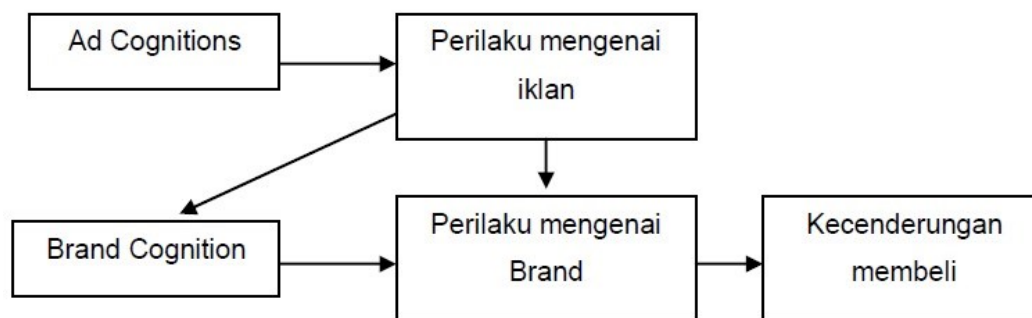 Ad Cognitions
Perilaku mengenai
iklan
Brand Cognition
Perilaku mengenai
Brand
Kecenderungan
membeli